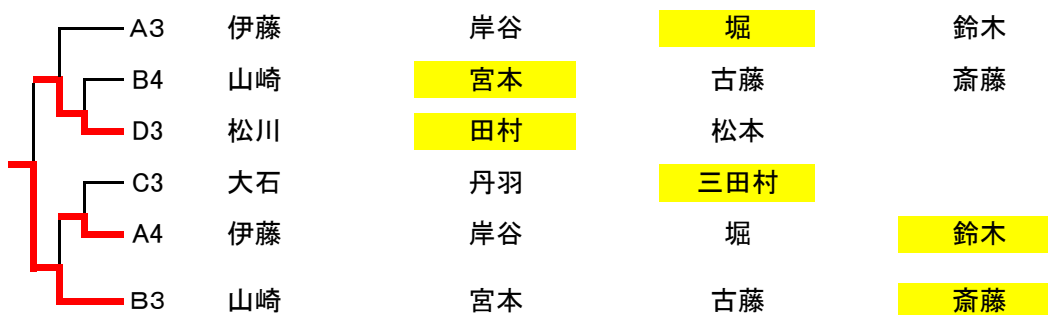 A3 伊藤 岸谷 堀 鈴木
B4 山崎 宮本 古藤 斎藤
D3 松川 田村 松本
C3 大石 丹羽 三田村
A4 伊藤 岸谷 堀 鈴木
B3 山崎 宮本 古藤 斎藤